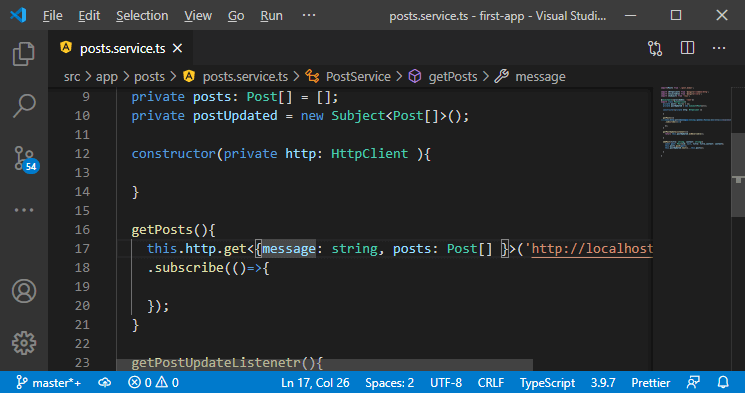 File Edit Selection View Go Run ··· posts.service.ts - first-app - Visual Studi...
posts.service.ts
src > app > posts > posts.service.ts > PostService > getPosts > message
9 private posts: Post[] = [];
10 private postUpdated = new Subject<Post[]>();
11
12 constructor(private http: HttpClient ){
13
14 }
15
16 getPosts(){
17 this.http.get<{message: string, posts: Post[] }>('http://localhost
18 .subscribe(()=>{
19
20 });
21 }
22
23 getPostUpdateListenetr(){
54
master*+ 0 0 Ln 17, Col 26 Spaces: 2 UTF-8 CRLF TypeScript 3.9.7 Prettier